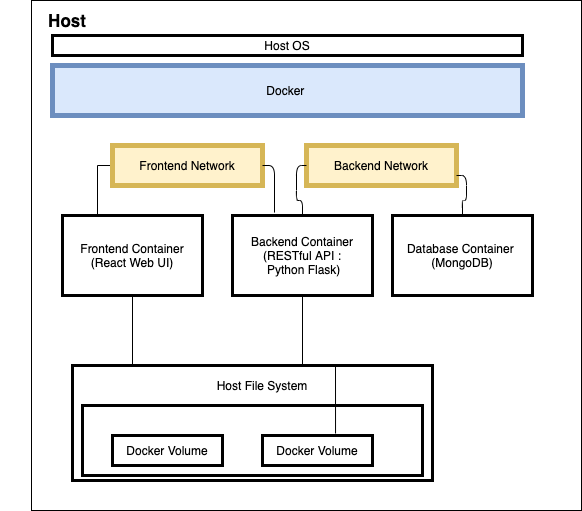 Host
Host OS
Docker
Frontend Network
Backend Network
Frontend Container
(React Web UI)
Backend Container
(RESTful API :
Python Flask)
Database Container
(MongoDB)
Host File System
Docker Volume
Docker Volume